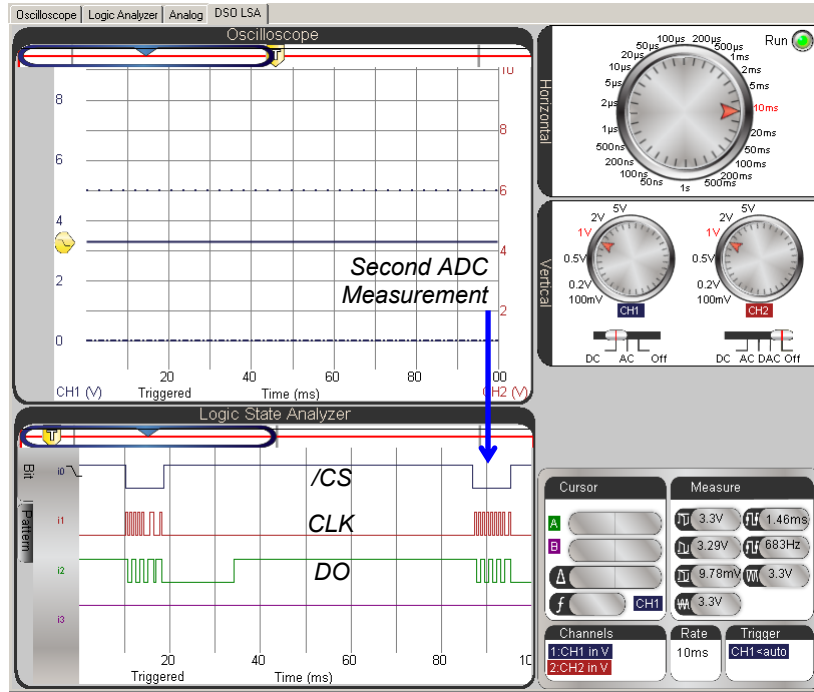 Oscilloscope Logic Analyzer Analog DSO LSA
Oscilloscope
T
10
8
8
6
6
4
4
2
2
0
Second ADC
Measurement
20 40 60 80 00
CH1 (V) Triggered Time (ms) CH2 (V)
Horizontal
Run
50ns
100ns
200ns
500ns
1µs
2µs
5µs
10µs
20µs
50µs
100µs
200µs
500µs
1ms
2ms
5ms
10ms
20ms
50ms
100ms
200ms
500ms
1s
Vertical
5V
2V
1V
0.5V
0.2V
100mV
CH1
DC AC Off
5V
2V
1V
0.5V
0.2V
100mV
CH2
DC AC DAC Off
Logic State Analyzer
T
Bit
Pattern
i0
/CS
i1
CLK
i2
DO
i3
20 40 60 80 10
Triggered Time (ms)
Cursor
A
B
Δ
f CH1
Measure
3.3V 1.46ms
3.29V 683Hz
9.78mV 3.3V
3.3V
Channels
1:CH1 in V
2:CH2 in V
Rate
10ms
Trigger
CH1<auto